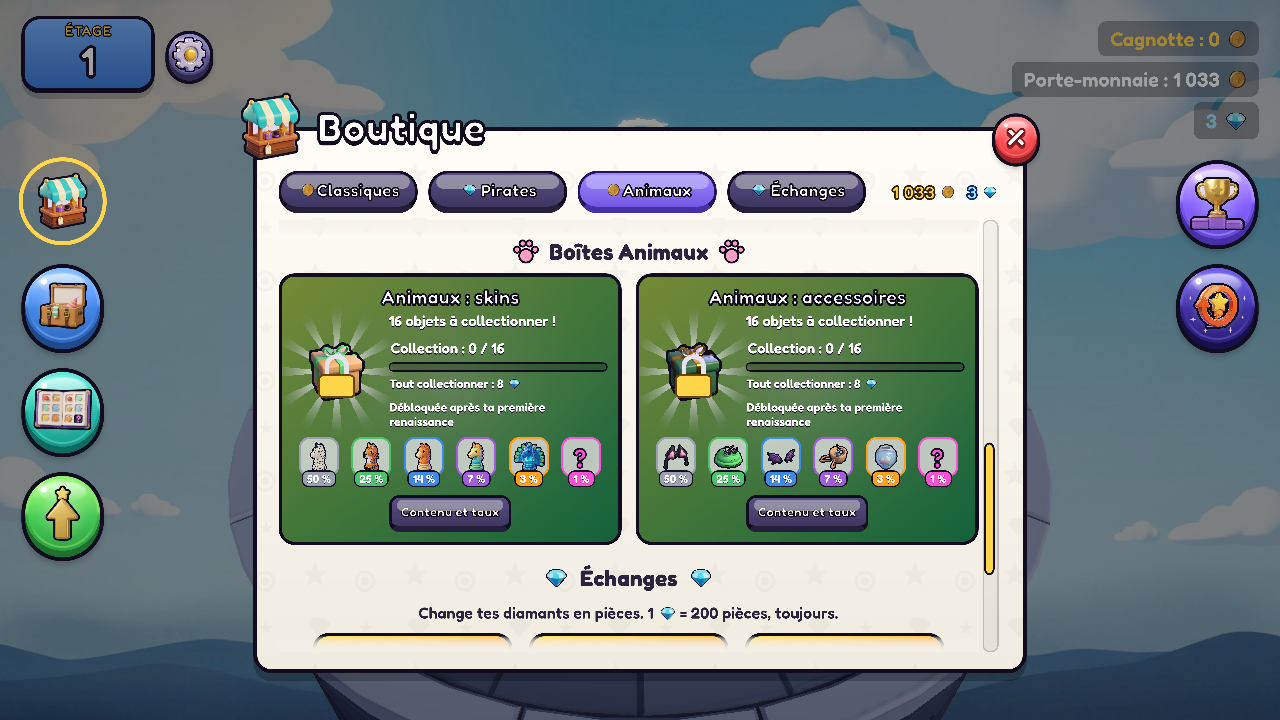 ÉTAGE
1
Cagnotte : 0
Porte-monnaie : 1 033
3
Boutique
Classiques
Pirates
Animaux
Échanges
1 033
3
Boîtes Animaux
Animaux : skins
16 objets à collectionner !
Collection : 0 / 16
Tout collectionner : 8
Débloquée après ta première
renaissance
50 %
25 %
14 %
7 %
3 %
?
1 %
Contenu et taux
Animaux : accessoires
16 objets à collectionner !
Collection : 0 / 16
Tout collectionner : 8
Débloquée après ta première
renaissance
50 %
25 %
14 %
7 %
3 %
?
1 %
Contenu et taux
Échanges
Change tes diamants en pièces. 1 = 200 pièces, toujours.